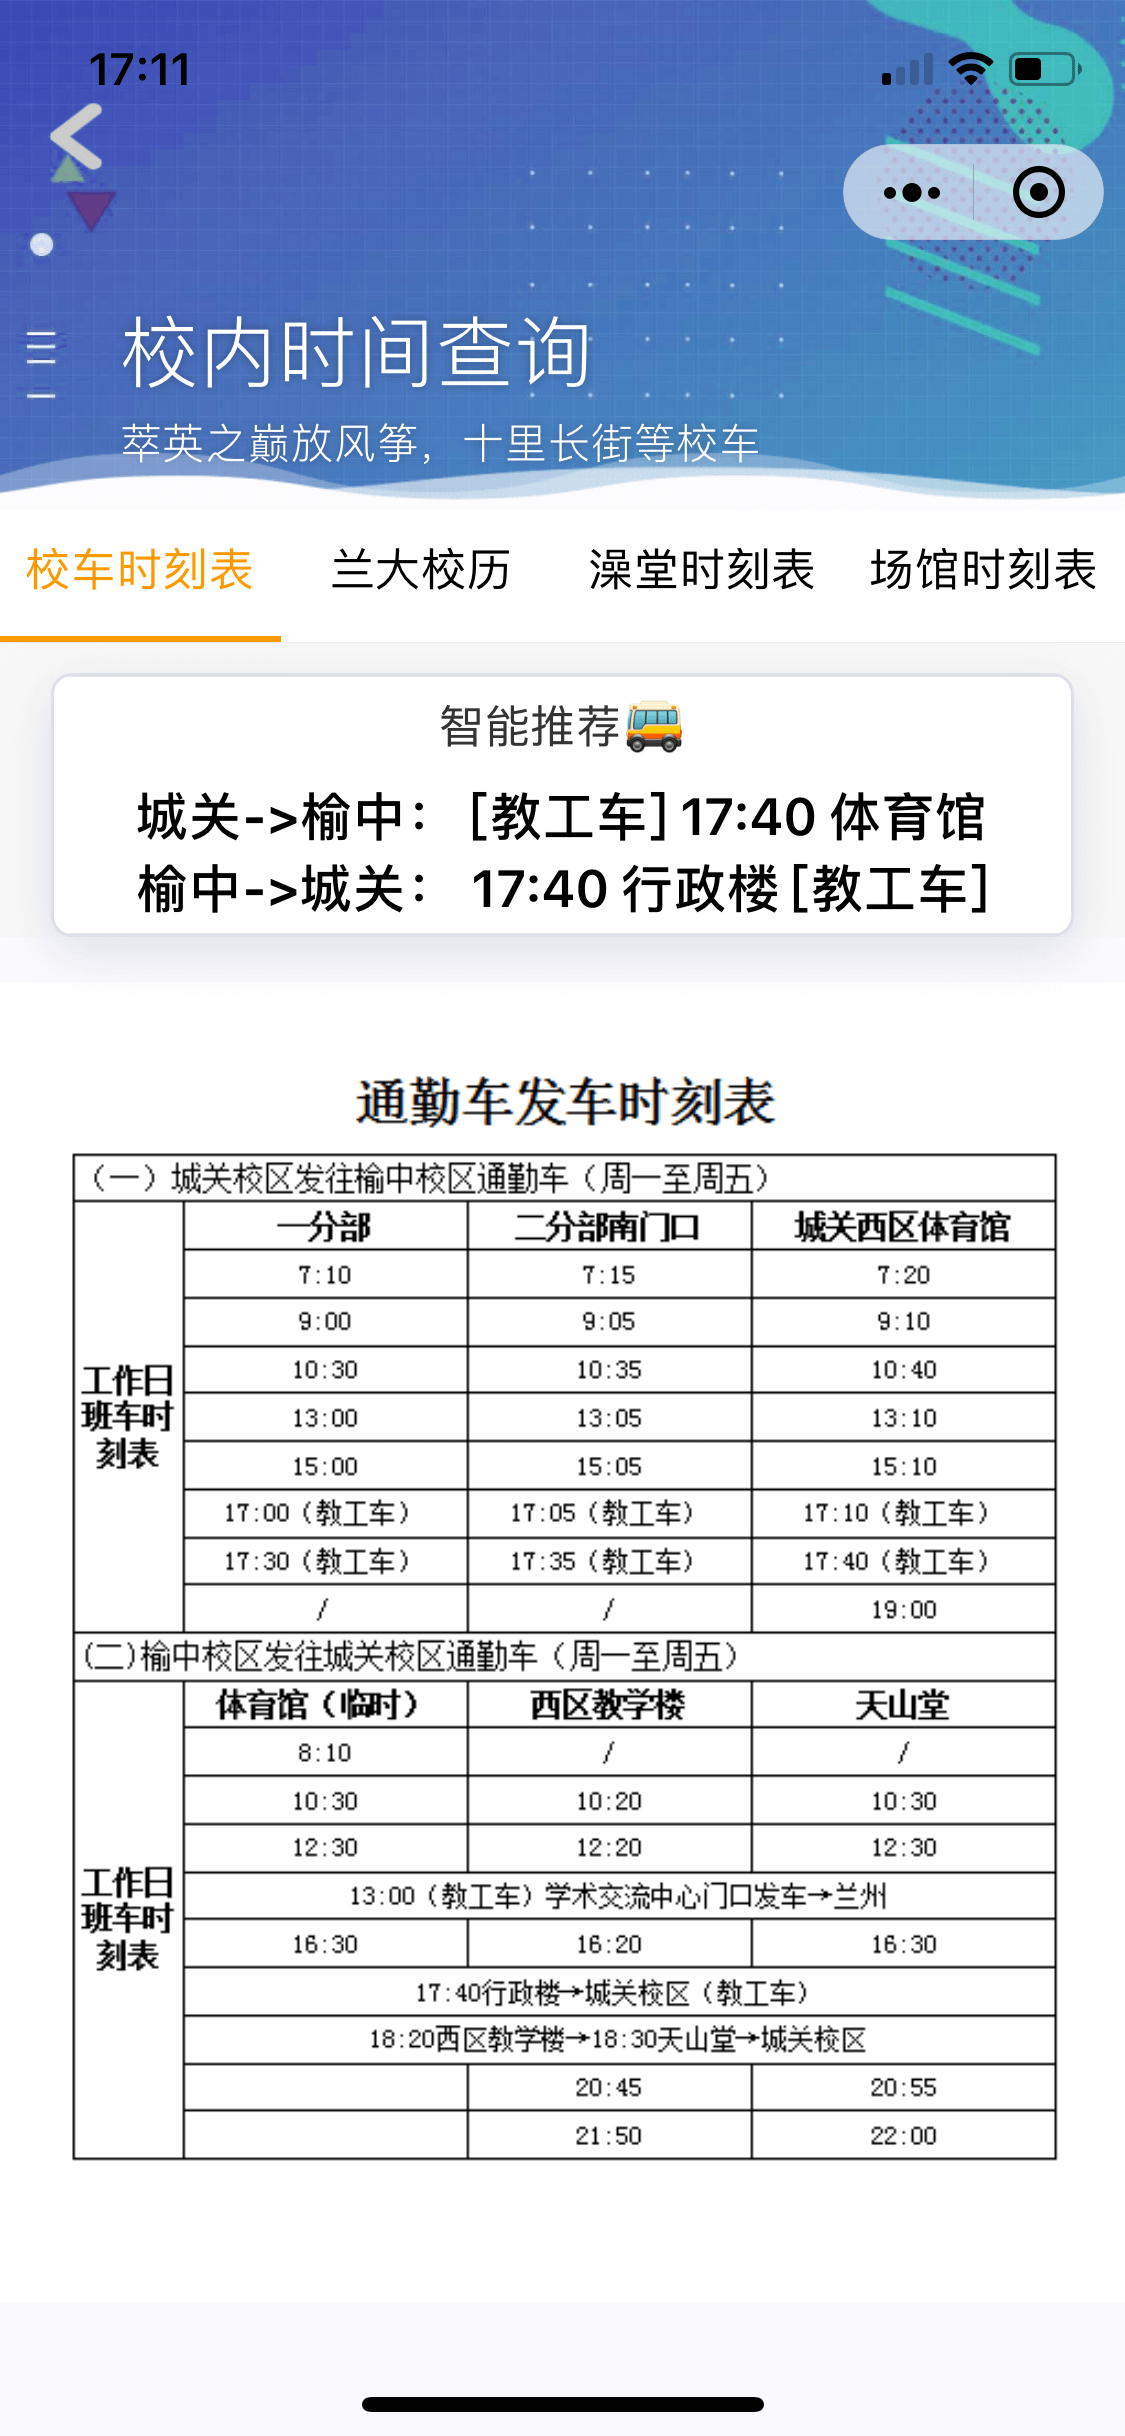 17:11
校内时间查询
萃英之巅放风筝，十里长街等校车
校车时刻表 兰大校历 澡堂时刻表 场馆时刻表
智能推荐
城关->榆中：[教工车] 17:40 体育馆
榆中->城关： 17:40 行政楼 [教工车]
通勤车发车时刻表
（一）城关校区发往榆中校区通勤车（周一至周五）
工作日班车时刻表
一分部 二分部南门口 城关西区体育馆
7:10 7:15 7:20
9:00 9:05 9:10
10:30 10:35 10:40
13:00 13:05 13:10
15:00 15:05 15:10
17:00（教工车） 17:05（教工车） 17:10（教工车）
17:30（教工车） 17:35（教工车） 17:40（教工车）
/ / 19:00
(二)榆中校区发往城关校区通勤车（周一至周五）
工作日班车时刻表
体育馆（临时） 西区教学楼 天山堂
8:10 / /
10:30 10:20 10:30
12:30 12:20 12:30
13:00（教工车）学术交流中心门口发车→兰州
16:30 16:20 16:30
17:40行政楼→城关校区（教工车）
18:20西区教学楼→18:30天山堂→城关校区
20:45 20:55
21:50 22:00